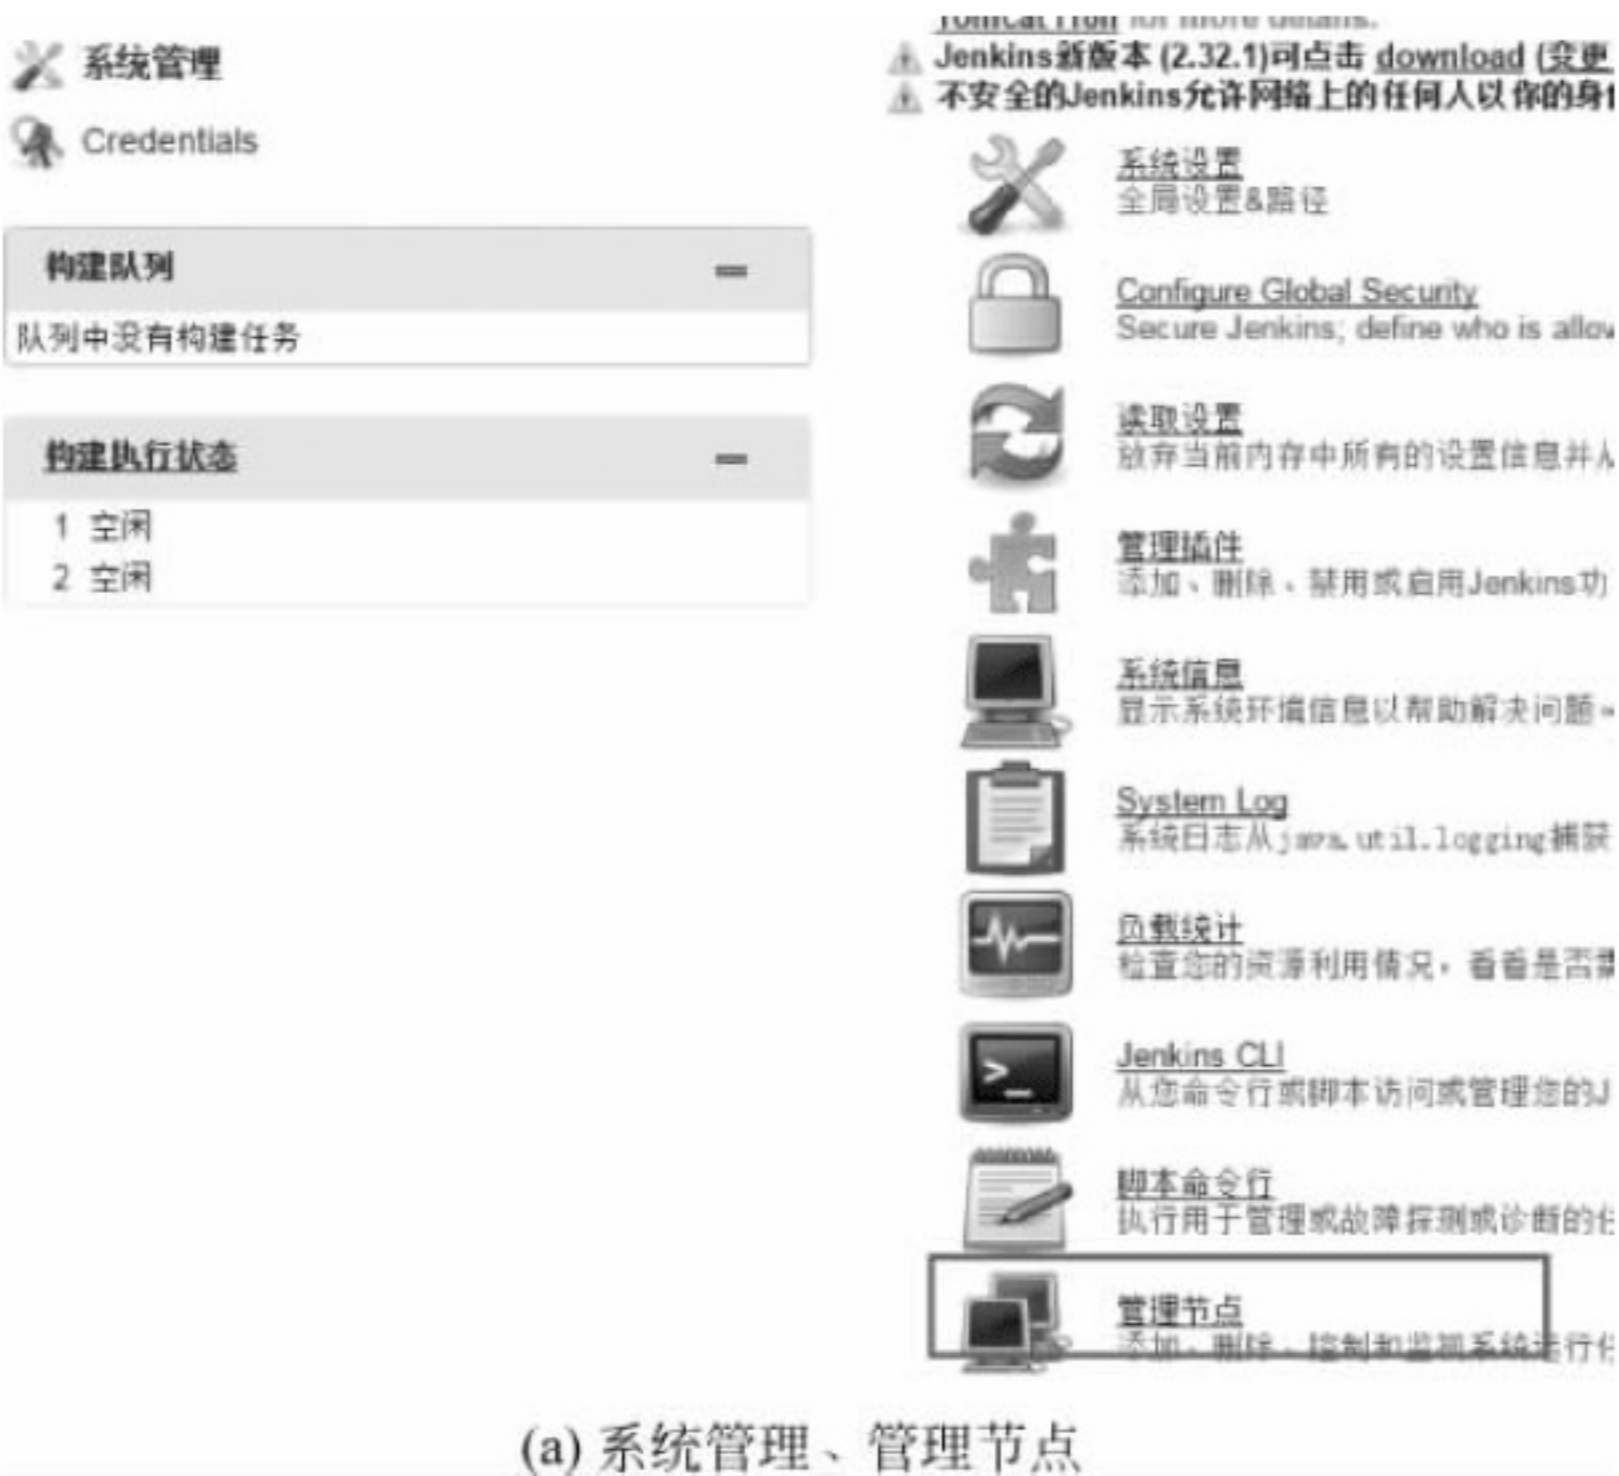 系统管理
Credentials
构建队列
队列中没有构建任务
构建执行状态
1 空闲
2 空闲
Tomcat i18n for more details.
Jenkins新版本 (2.32.1)可点击 download (变更
不安全的Jenkins允许网络上的任何人以你的身
系统设置
全局设置&路径
Configure Global Security
Secure Jenkins; define who is allow
读取设置
放弃当前内存中所有的设置信息并从
管理插件
添加、删除、禁用或启用Jenkins功
系统信息
显示系统环境信息以帮助解决问题。
System Log
系统日志从java.util.logging捕获
负载统计
检查您的资源利用情况，看看是否需
Jenkins CLI
从您命令行或脚本访问或管理您的J
脚本命令行
执行用于管理或故障探测或诊断的任
管理节点
添加、删除、控制和监视系统运行任
(a) 系统管理、管理节点